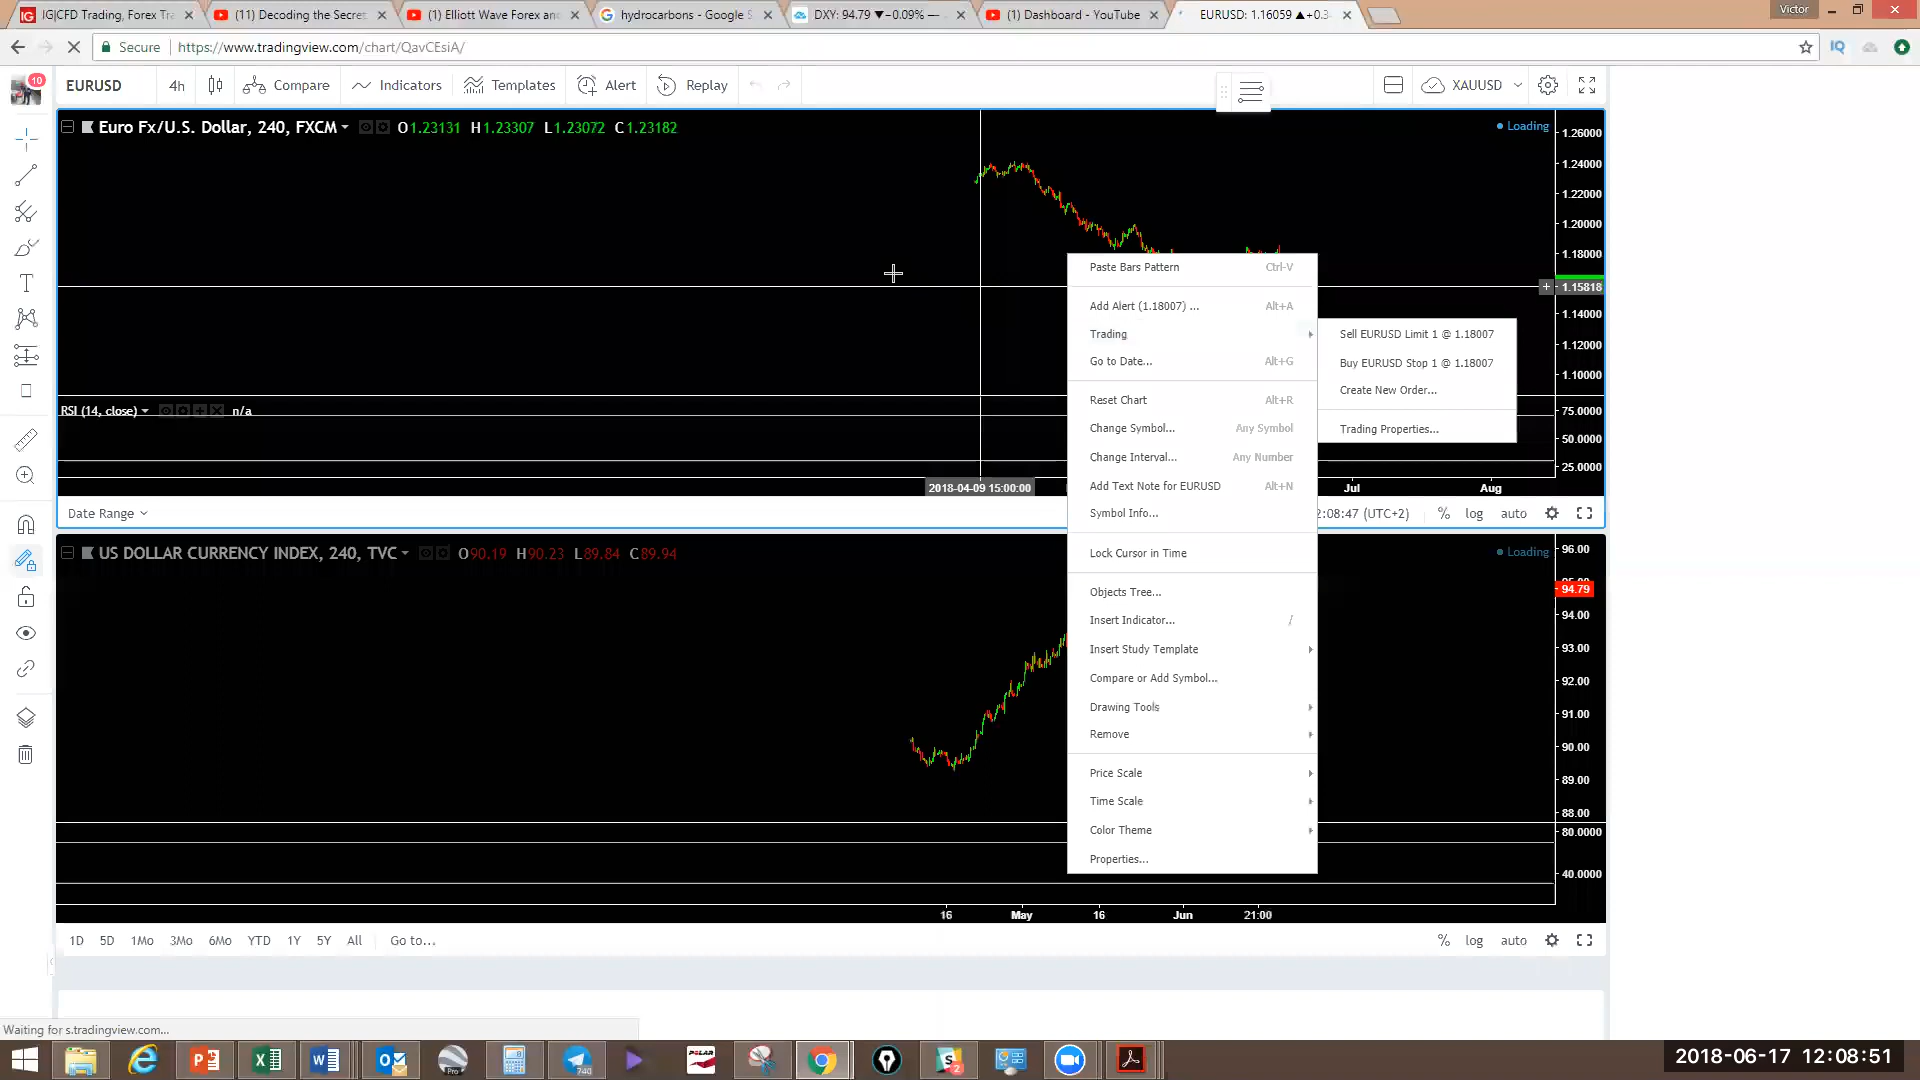 IG|CFD Trading, Forex Tra
(11) Decoding the Secret
(1) Elliott Wave Forex an
hydrocarbons - Google S
DXY: 94.79 ▼−0.09% —
(1) Dashboard - YouTube
EURUSD: 1.16059 ▲+0.3
Victor
Secure https://www.tradingview.com/chart/QavCEsiA/
10
EURUSD 4h Compare Indicators Templates Alert Replay XAUUSD
Euro Fx/U.S. Dollar, 240, FXCM O1.23131 H1.23307 L1.23072 C1.23182
Loading
1.26000
1.24000
1.22000
1.20000
1.18000
1.15818
1.14000
1.12000
1.10000
Paste Bars Pattern Ctrl-V
Add Alert (1.18007) ... Alt+A
Trading
Go to Date... Alt+G
Reset Chart Alt+R
Change Symbol... Any Symbol
Change Interval... Any Number
Add Text Note for EURUSD Alt+N
Symbol Info...
Lock Cursor in Time
Objects Tree...
Insert Indicator... /
Insert Study Template
Compare or Add Symbol...
Drawing Tools
Remove
Price Scale
Time Scale
Color Theme
Properties...
Sell EURUSD Limit 1 @ 1.18007
Buy EURUSD Stop 1 @ 1.18007
Create New Order...
Trading Properties...
RSI (14, close) n/a
75.0000
50.0000
25.0000
2018-04-09 15:00:00 Jul Aug
Date Range
2:08:47 (UTC+2) % log auto
US DOLLAR CURRENCY INDEX, 240, TVC O90.19 H90.23 L89.84 C89.94
Loading
96.00
94.79
94.00
93.00
92.00
91.00
90.00
89.00
88.00
80.0000
40.0000
16 May 16 Jun 21:00
1D 5D 1Mo 3Mo 6Mo YTD 1Y 5Y All Go to...
% log auto
Waiting for s.tradingview.com...
Pro
740
POLAR
2
2018-06-17 12:08:51